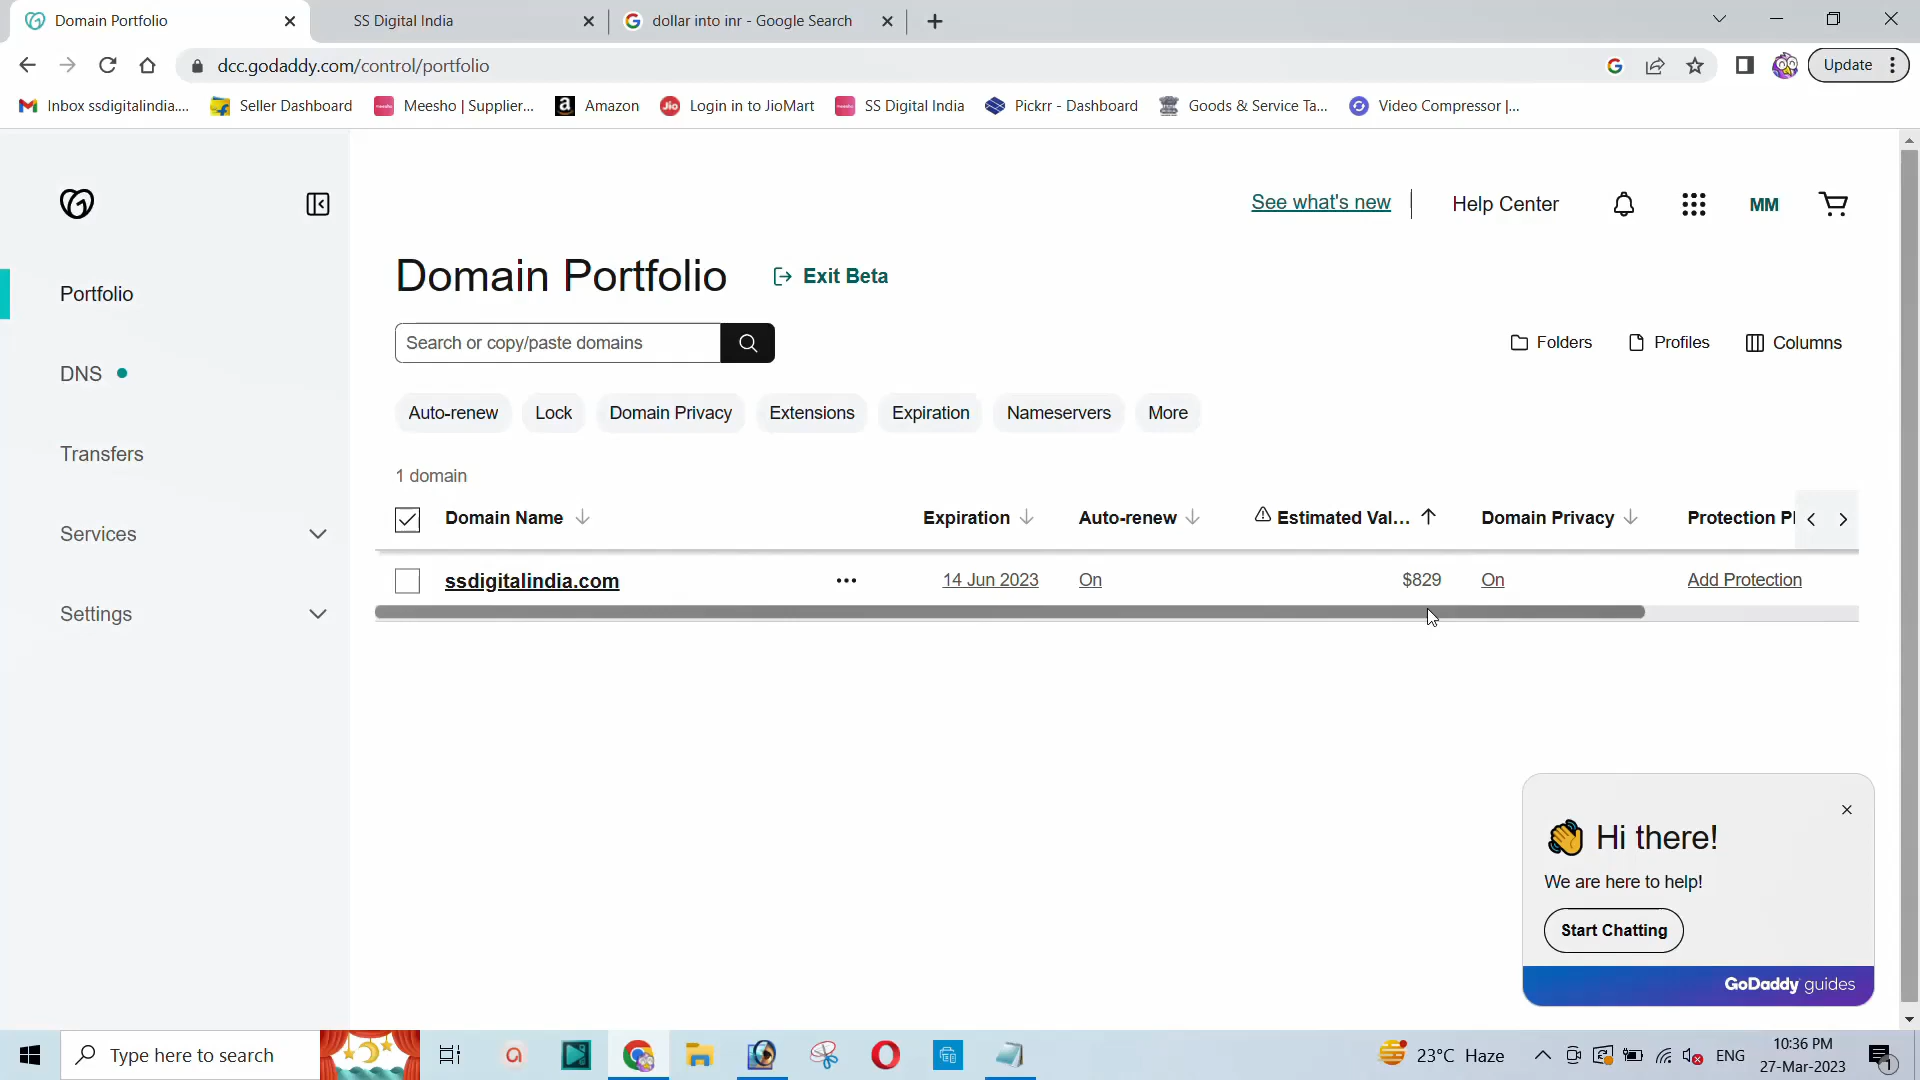 Domain Portfolio
SS Digital India
dollar into inr - Google Search
dcc.godaddy.com/control/portfolio
Update
Inbox ssdigitalindia....
Seller Dashboard
Meesho | Supplier...
Amazon
Login in to JioMart
SS Digital India
Pickrr - Dashboard
Goods & Service Ta...
Video Compressor |...
See what's new
Help Center
MM
Domain Portfolio
Exit Beta
Portfolio
Search or copy/paste domains
Folders
Profiles
Columns
DNS
Auto-renew
Lock
Domain Privacy
Extensions
Expiration
Nameservers
More
Transfers
1 domain
Domain Name
Expiration
Auto-renew
Estimated Val...
Domain Privacy
Protection Pl
Services
ssdigitalindia.com
14 Jun 2023
On
$829
On
Add Protection
Settings
Hi there!
We are here to help!
Start Chatting
GoDaddy guides
Type here to search
23°C Haze
ENG
10:36 PM
27-Mar-2023
1